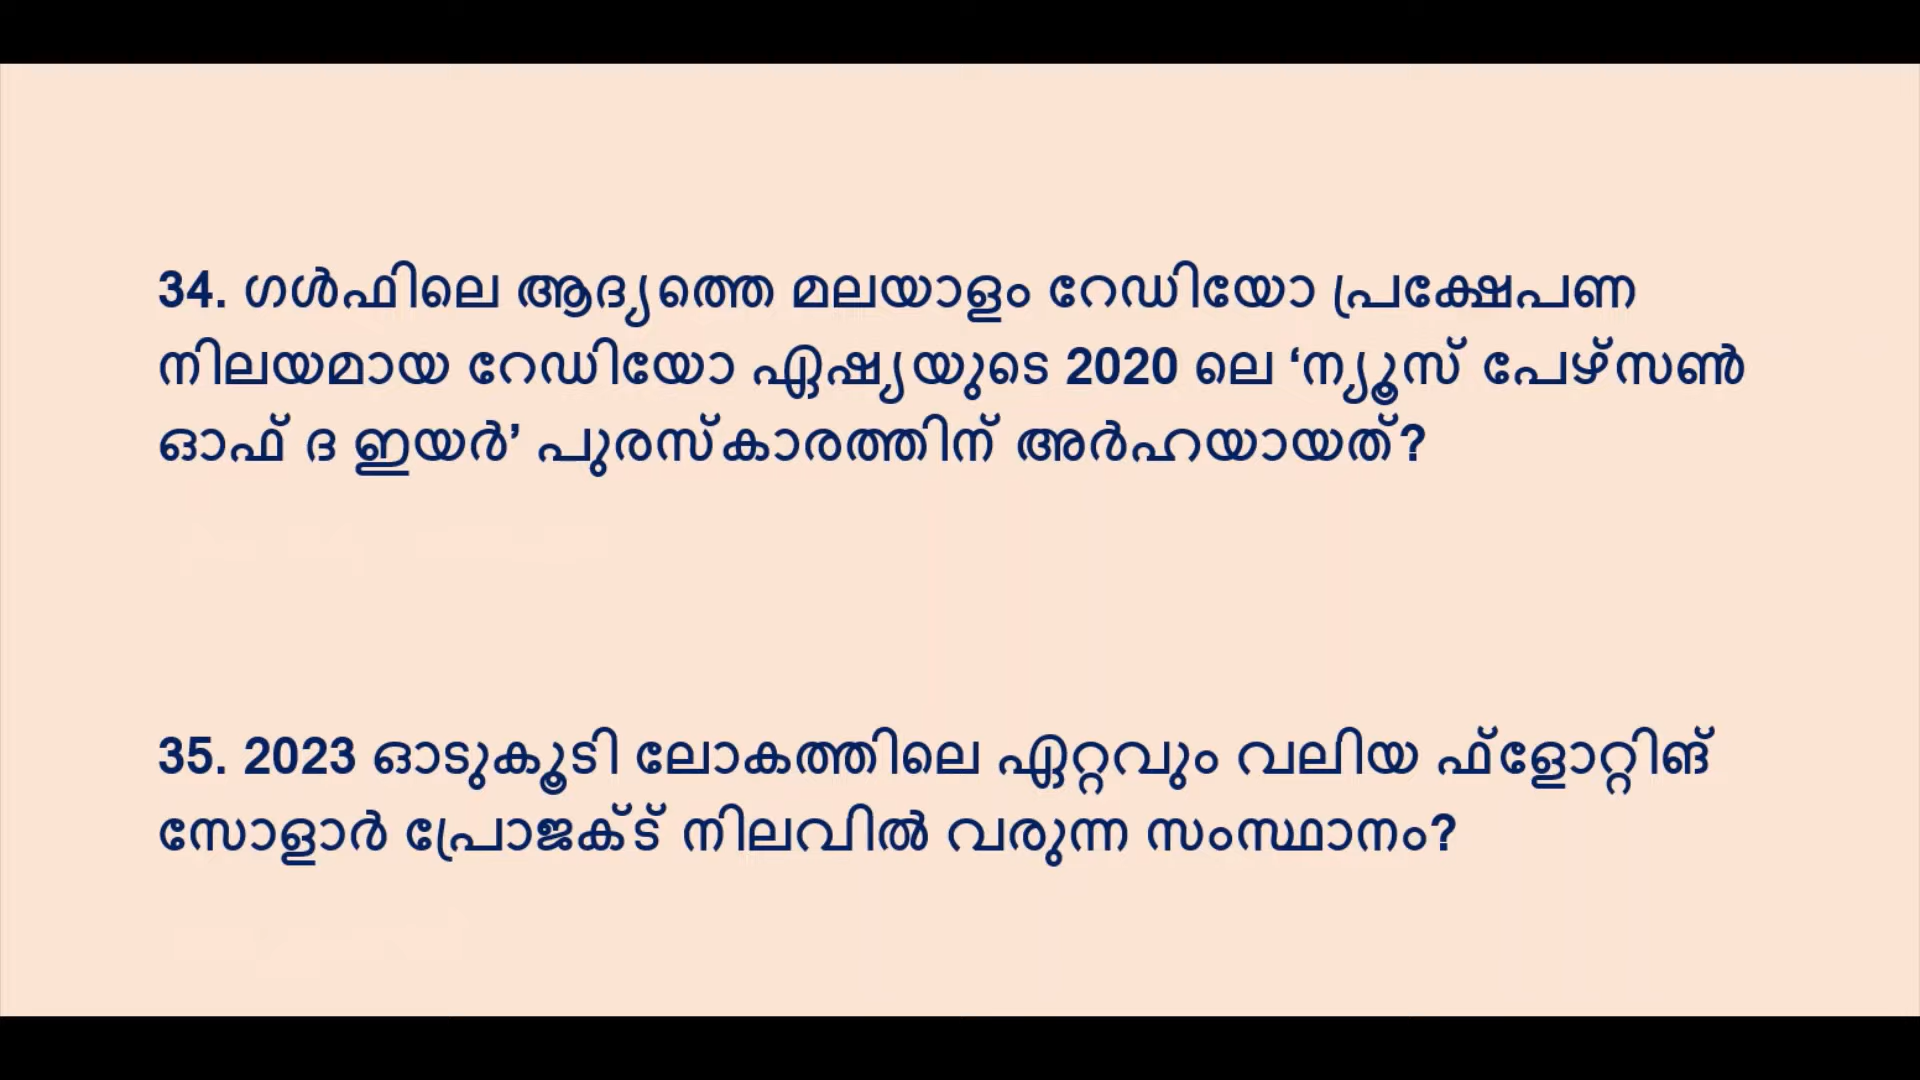 34. ഗൾഫിലെ ആദ്യത്തെ മലയാളം റേഡിയോ പ്രക്ഷേപണ
നിലയമായ റേഡിയോ ഏഷ്യയുടെ 2020 ലെ ‘ന്യൂസ് പേഴ്സൺ
ഓഫ് ദ ഇയർ’ പുരസ്കാരത്തിന് അർഹയായത്?
35. 2023 ഓടുകൂടി ലോകത്തിലെ ഏറ്റവും വലിയ ഫ്ളോറ്റിങ്
സോളാർ പ്രോജക്ട് നിലവിൽ വരുന്ന സംസ്ഥാനം?